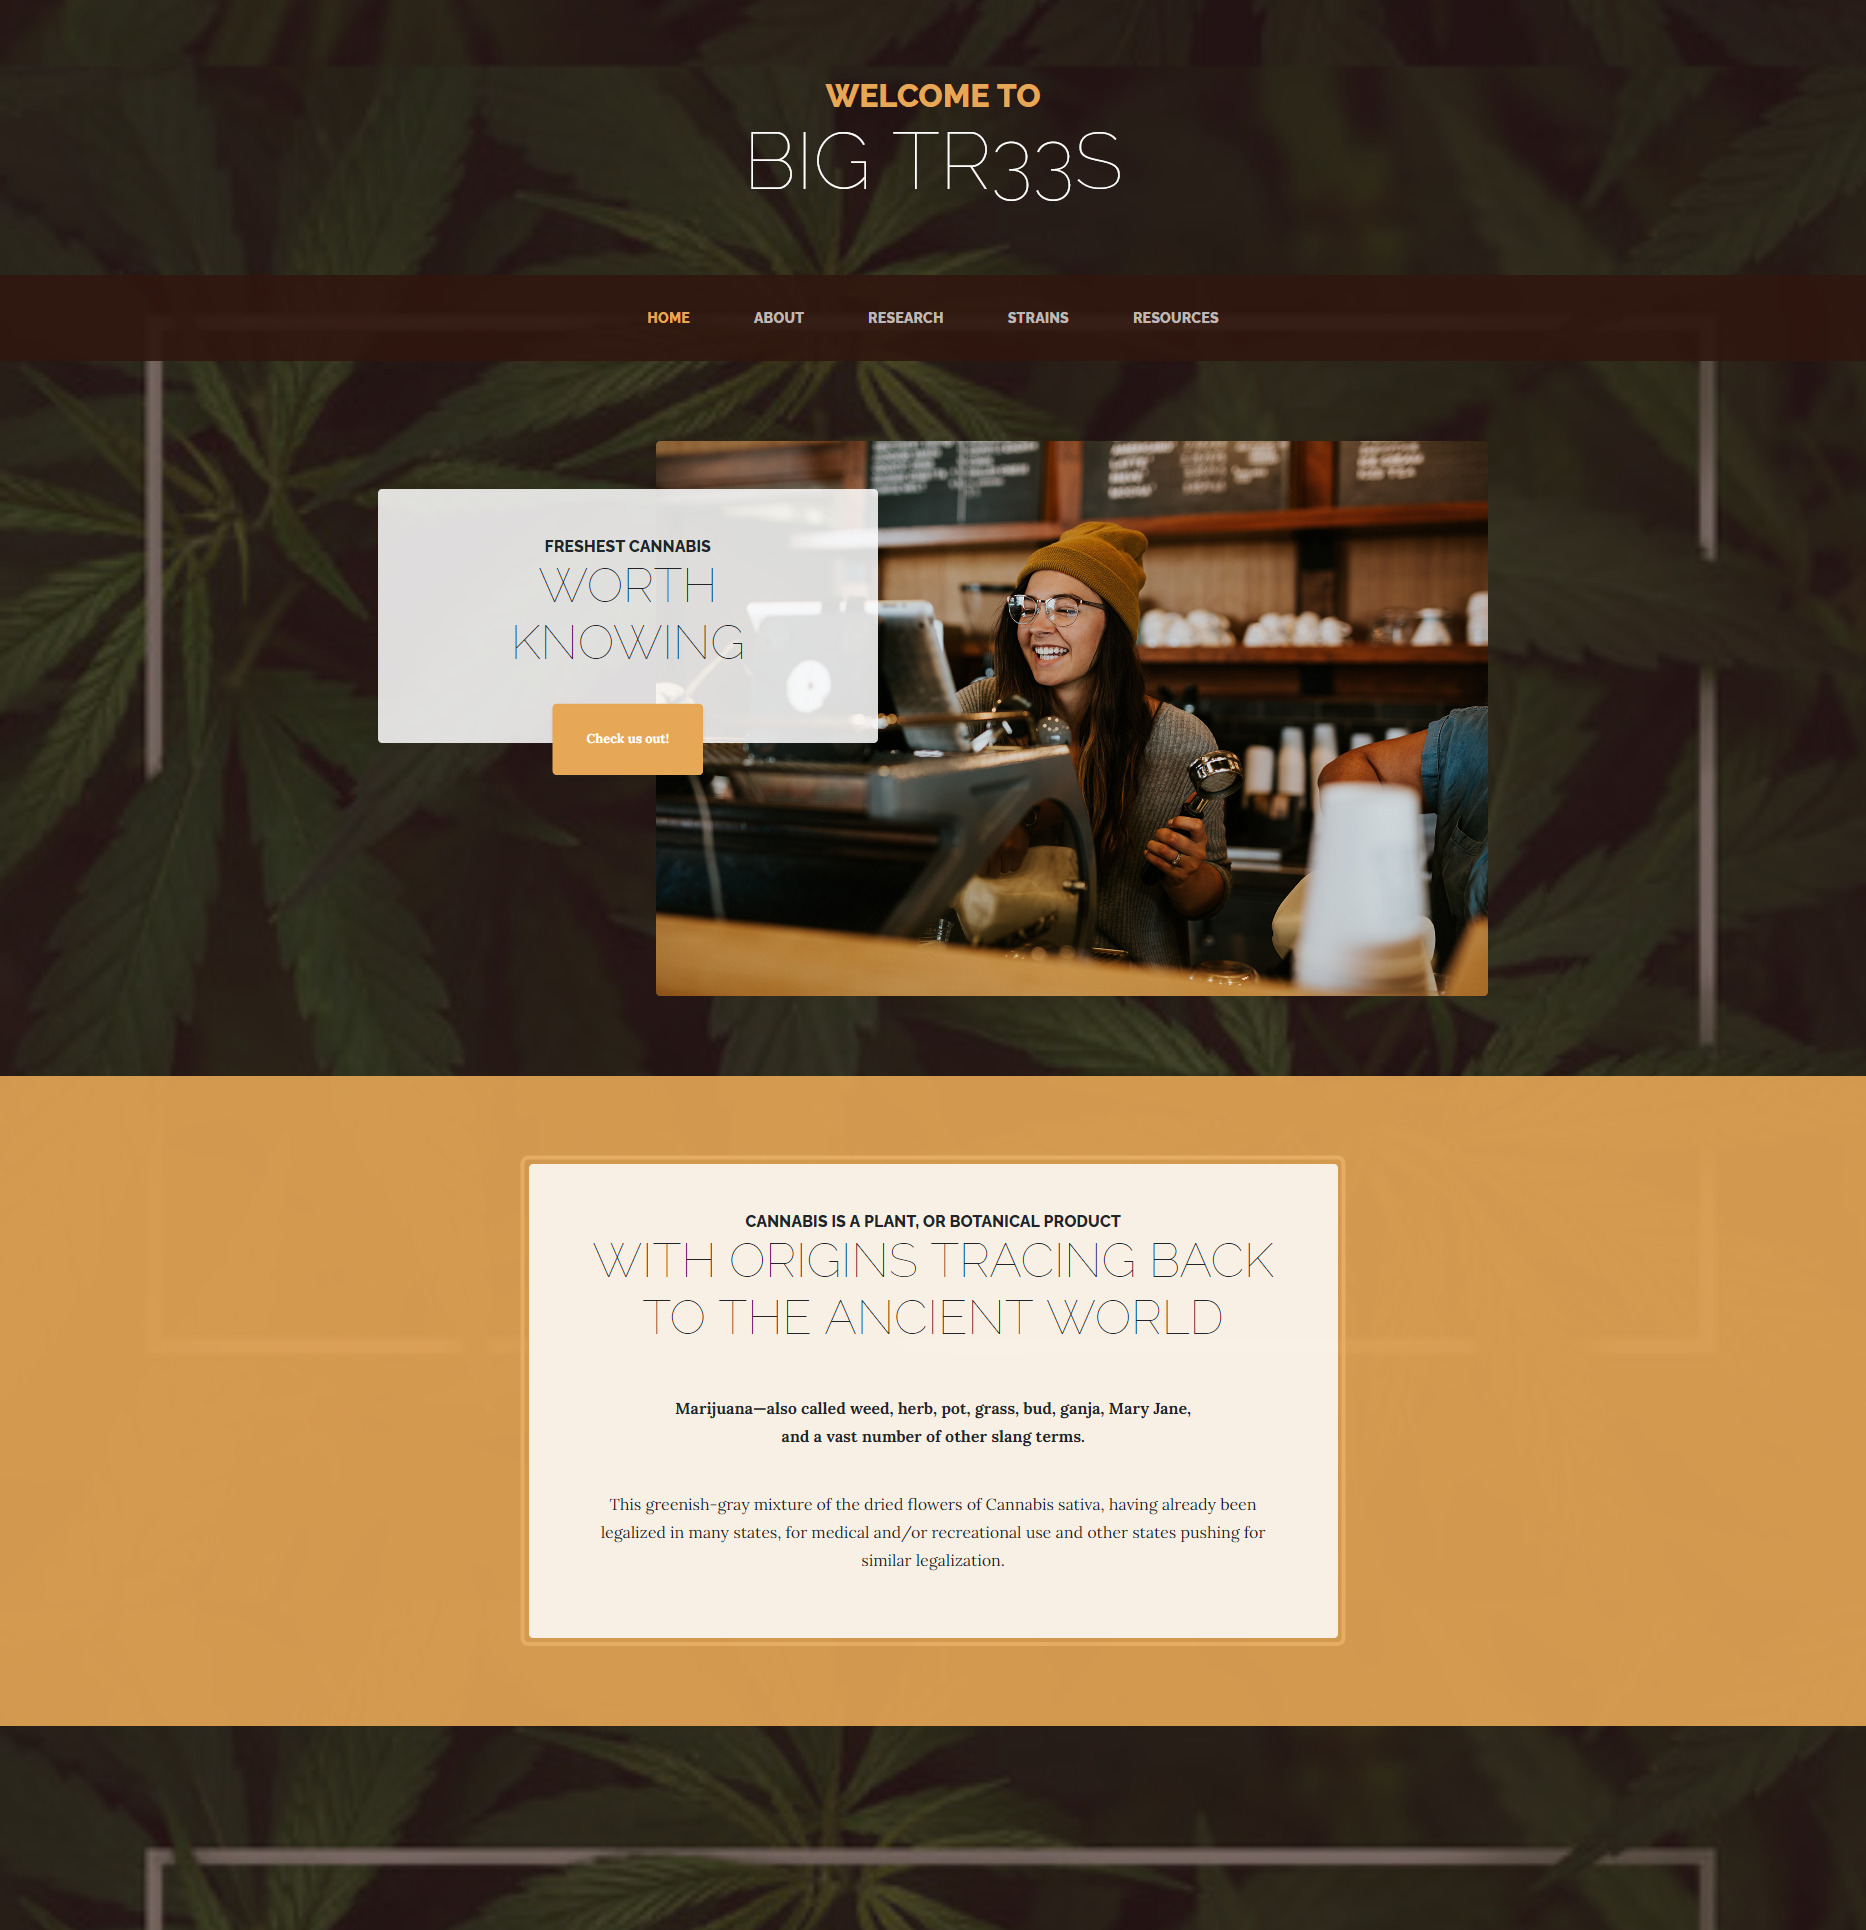 WELCOME TO
BIG TR33S
HOME ABOUT RESEARCH STRAINS RESOURCES
FRESHEST CANNABIS
WORTH
KNOWING
Check us out!
CANNABIS IS A PLANT, OR BOTANICAL PRODUCT
WITH ORIGINS TRACING BACK
TO THE ANCIENT WORLD
Marijuana—also called weed, herb, pot, grass, bud, ganja, Mary Jane,
and a vast number of other slang terms.
This greenish-gray mixture of the dried flowers of Cannabis sativa, having already been
legalized in many states, for medical and/or recreational use and other states pushing for
similar legalization.